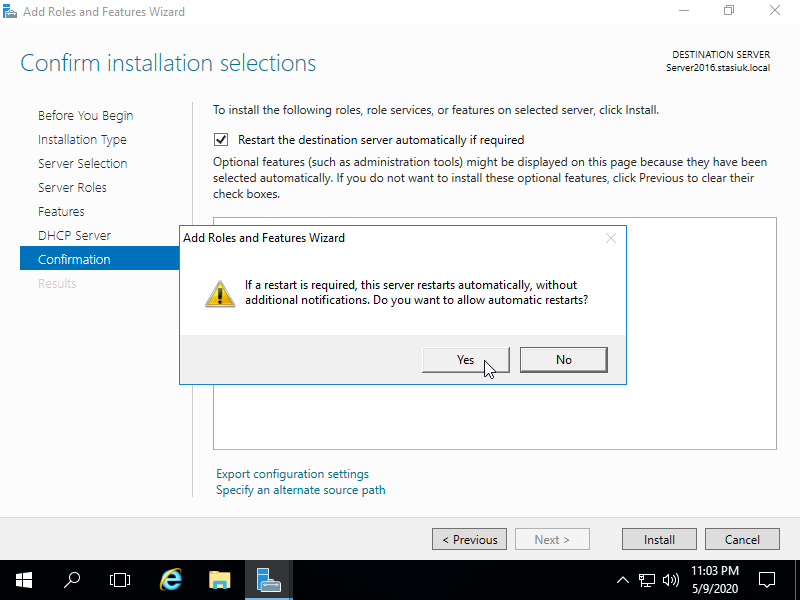 Add Roles and Features Wizard
Confirm installation selections
DESTINATION SERVER
Server2016.stasiuk.local
Before You Begin
Installation Type
Server Selection
Server Roles
Features
DHCP Server
Confirmation
Results
To install the following roles, role services, or features on selected server, click Install.
Restart the destination server automatically if required
Optional features (such as administration tools) might be displayed on this page because they have been
selected automatically. If you do not want to install these optional features, click Previous to clear their
check boxes.
Add Roles and Features Wizard
If a restart is required, this server restarts automatically, without
additional notifications. Do you want to allow automatic restarts?
Yes
No
Export configuration settings
Specify an alternate source path
< Previous
Next >
Install
Cancel
11:03 PM
5/9/2020